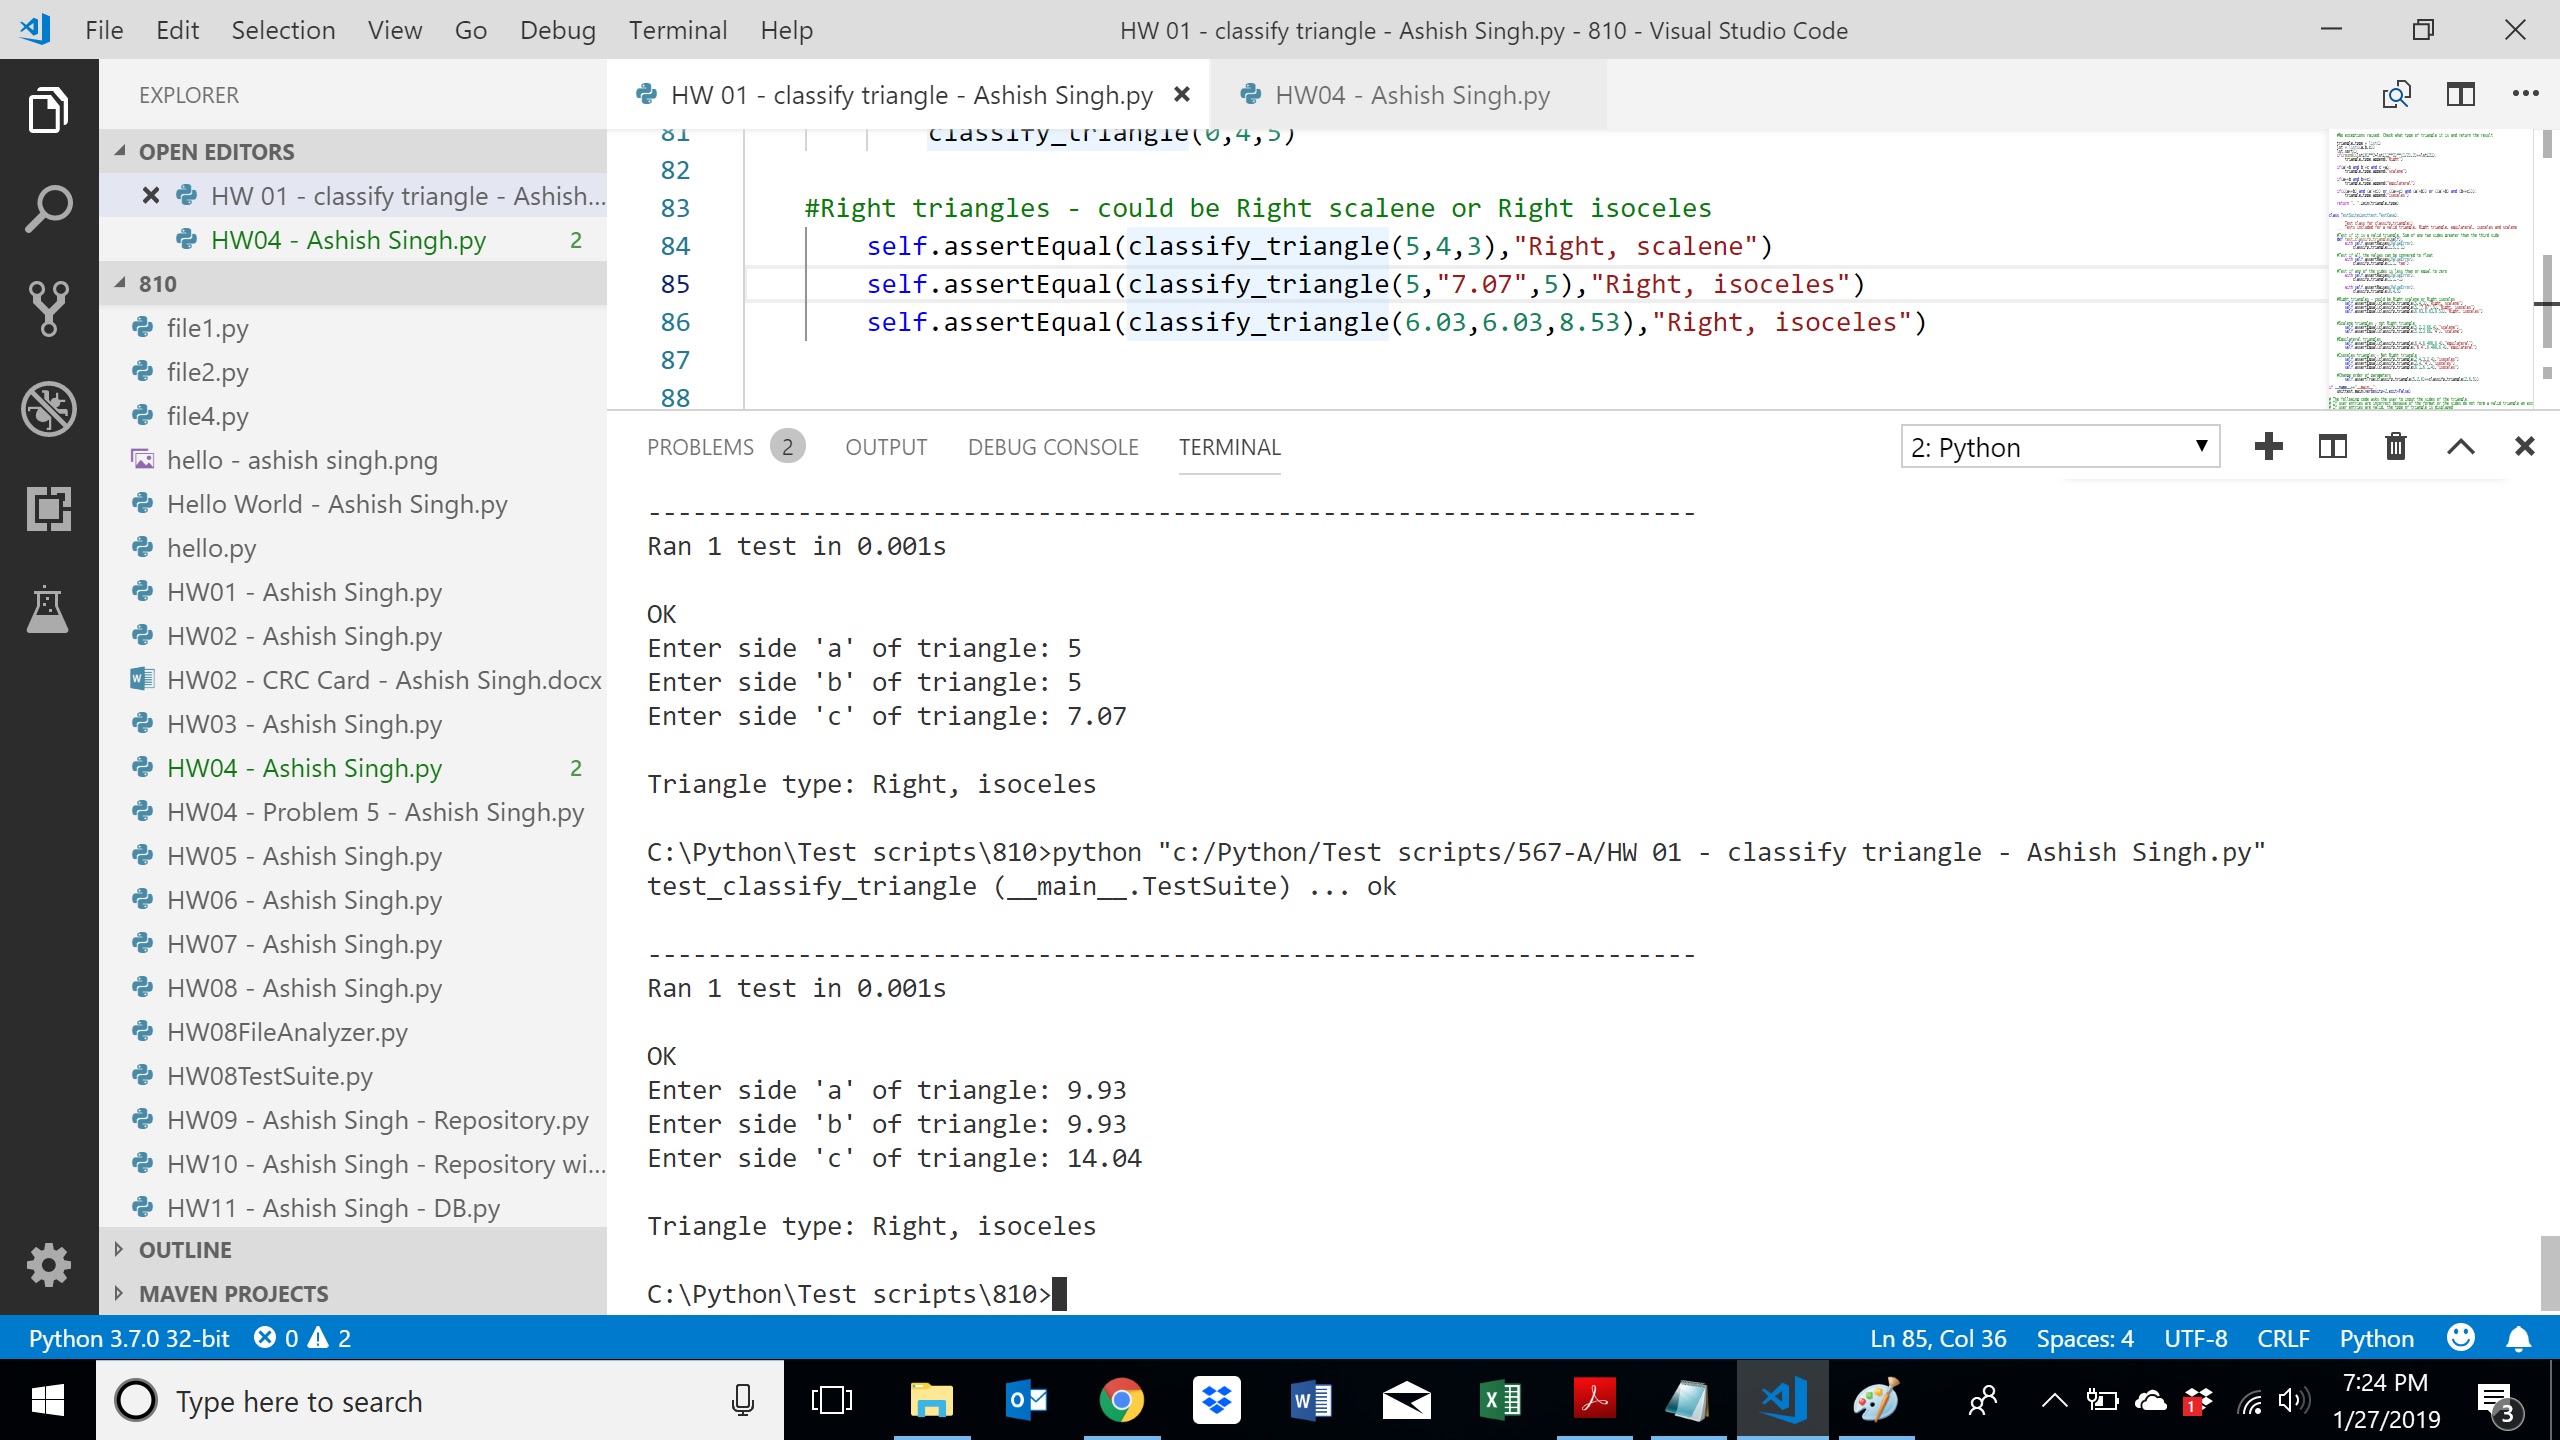 File Edit Selection View Go Debug Terminal Help
HW 01 - classify triangle - Ashish Singh.py - 810 - Visual Studio Code
EXPLORER
OPEN EDITORS
HW 01 - classify triangle - Ashish...
HW04 - Ashish Singh.py 2
810
file1.py
file2.py
file4.py
hello - ashish singh.png
Hello World - Ashish Singh.py
hello.py
HW01 - Ashish Singh.py
HW02 - Ashish Singh.py
HW02 - CRC Card - Ashish Singh.docx
HW03 - Ashish Singh.py
HW04 - Ashish Singh.py 2
HW04 - Problem 5 - Ashish Singh.py
HW05 - Ashish Singh.py
HW06 - Ashish Singh.py
HW07 - Ashish Singh.py
HW08 - Ashish Singh.py
HW08FileAnalyzer.py
HW08TestSuite.py
HW09 - Ashish Singh - Repository.py
HW10 - Ashish Singh - Repository wi...
HW11 - Ashish Singh - DB.py
OUTLINE
MAVEN PROJECTS
HW 01 - classify triangle - Ashish Singh.py
HW04 - Ashish Singh.py
81 classify_triangle(0,4,5)
82
83 #Right triangles - could be Right scalene or Right isoceles
84 self.assertEqual(classify_triangle(5,4,3),"Right, scalene")
85 self.assertEqual(classify_triangle(5,"7.07",5),"Right, isoceles")
86 self.assertEqual(classify_triangle(6.03,6.03,8.53),"Right, isoceles")
87
88
PROBLEMS 2 OUTPUT DEBUG CONSOLE TERMINAL 2: Python
----------------------------------------------------------------------
Ran 1 test in 0.001s
OK
Enter side 'a' of triangle: 5
Enter side 'b' of triangle: 5
Enter side 'c' of triangle: 7.07
Triangle type: Right, isoceles
C:\Python\Test scripts\810>python "c:/Python/Test scripts/567-A/HW 01 - classify triangle - Ashish Singh.py"
test_classify_triangle (__main__.TestSuite) ... ok
----------------------------------------------------------------------
Ran 1 test in 0.001s
OK
Enter side 'a' of triangle: 9.93
Enter side 'b' of triangle: 9.93
Enter side 'c' of triangle: 14.04
Triangle type: Right, isoceles
C:\Python\Test scripts\810>
Python 3.7.0 32-bit 0 2 Ln 85, Col 36 Spaces: 4 UTF-8 CRLF Python
Type here to search
7:24 PM
1/27/2019
1
3